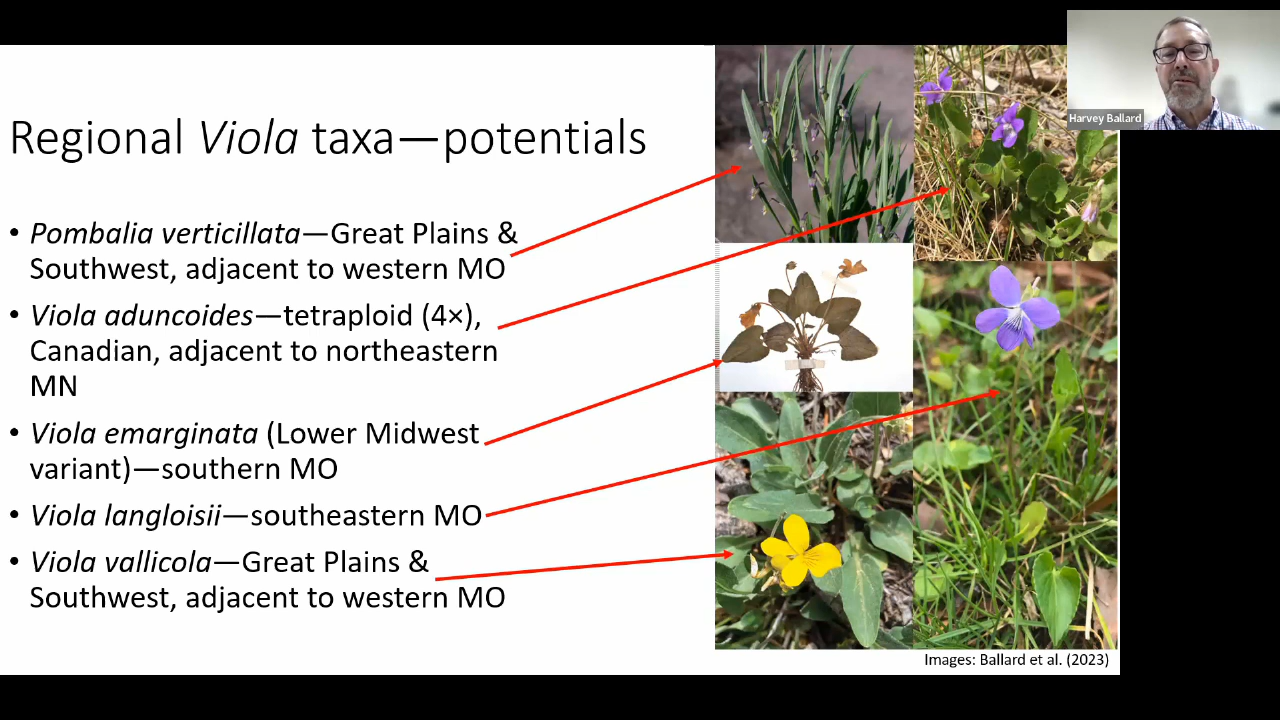 Harvey Ballard
Regional Viola taxa—potentials
• Pombalia verticillata—Great Plains &
Southwest, adjacent to western MO
• Viola aduncoides—tetraploid (4×),
Canadian, adjacent to northeastern
MN
• Viola emarginata (Lower Midwest
variant)—southern MO
• Viola langloisii—southeastern MO
• Viola vallicola—Great Plains &
Southwest, adjacent to western MO
Images: Ballard et al. (2023)